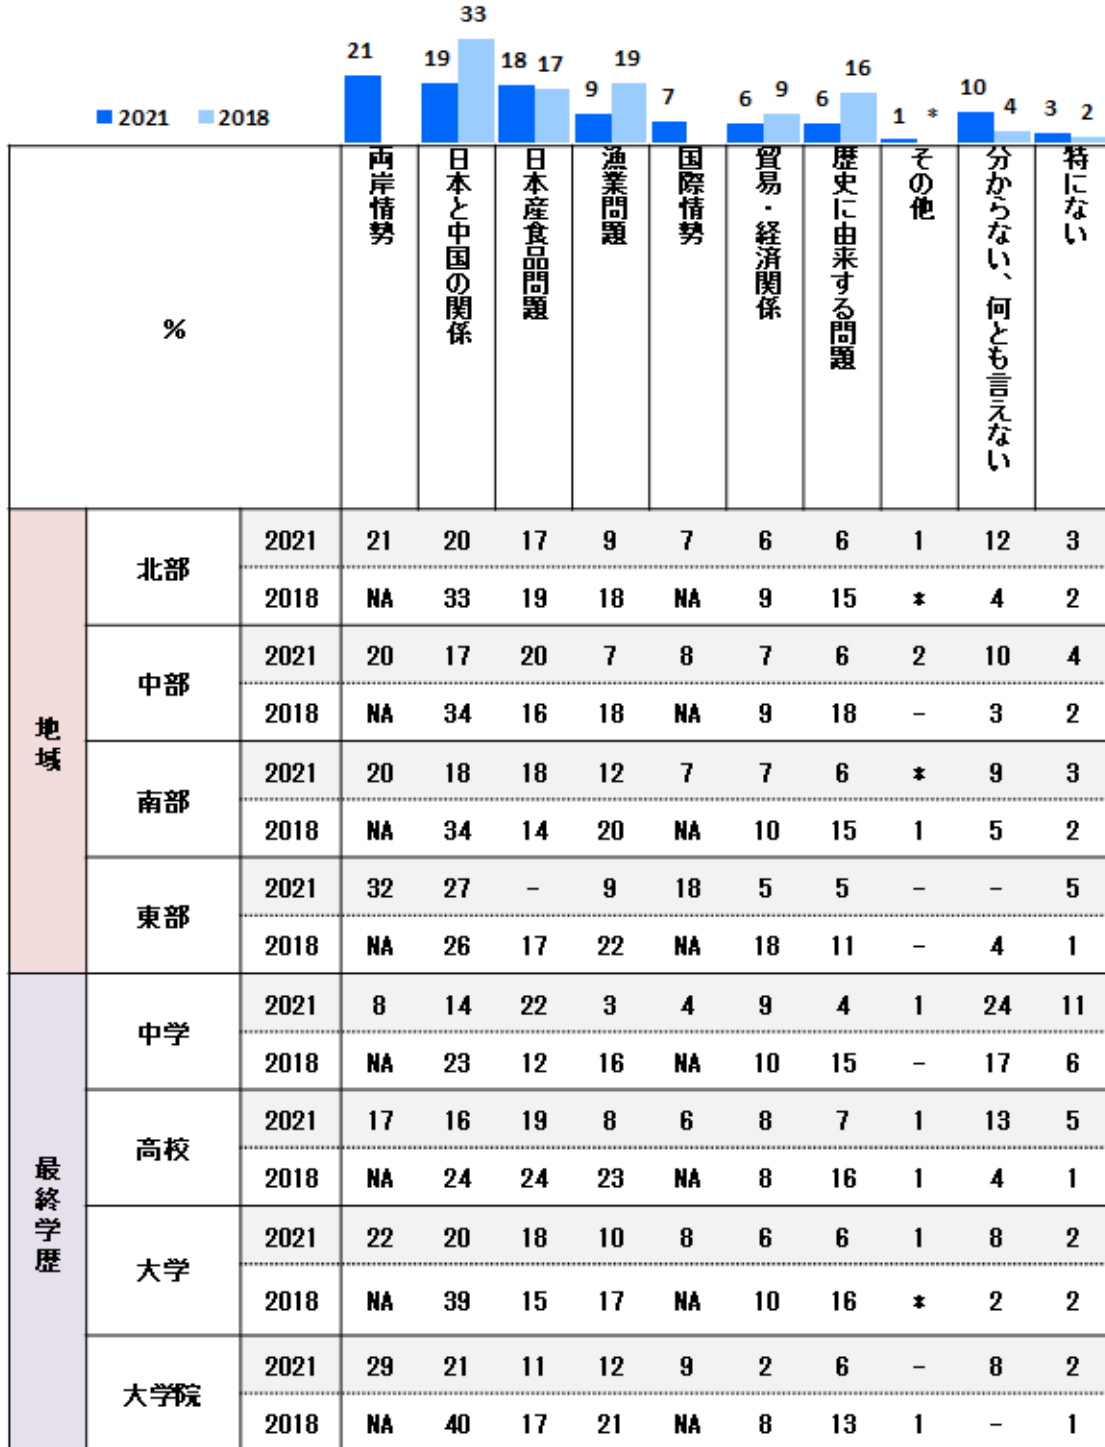 33
21 19 18 17 9 19 7 6 9 6 16 1 * 10 4 3 2
2021 2018
%
両岸情勢
日本と中国の関係
日本産食品問題
漁業問題
国際情勢
貿易・経済関係
歴史に由来する問題
その他
分からない、何とも言えない
特にない
地域
北部
2021 21 20 17 9 7 6 6 1 12 3
2018 NA 33 19 18 NA 9 15 * 4 2
中部
2021 20 17 20 7 8 7 6 2 10 4
2018 NA 34 16 18 NA 9 18 - 3 2
南部
2021 20 18 18 12 7 7 6 * 9 3
2018 NA 34 14 20 NA 10 15 1 5 2
東部
2021 32 27 - 9 18 5 5 - - 5
2018 NA 26 17 22 NA 18 11 - 4 1
最終学歴
中学
2021 8 14 22 3 4 9 4 1 24 11
2018 NA 23 12 16 NA 10 15 - 17 6
高校
2021 17 16 19 8 6 8 7 1 13 5
2018 NA 24 24 23 NA 8 16 1 4 1
大学
2021 22 20 18 10 8 6 6 1 8 2
2018 NA 39 15 17 NA 10 16 * 2 2
大学院
2021 29 21 11 12 9 2 6 - 8 2
2018 NA 40 17 21 NA 8 13 1 - 1